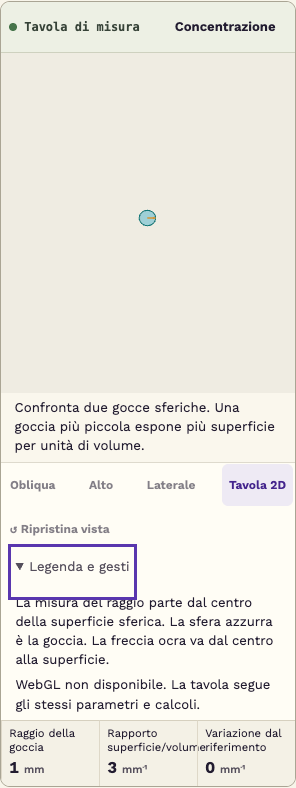 Tavola di misura
Concentrazione
Confronta due gocce sferiche. Una
goccia più piccola espone più superficie
per unità di volume.
Obliqua
Alto
Laterale
Tavola 2D
↺ Ripristina vista
▼ Legenda e gesti
La misura del raggio parte dal centro
della superficie sferica. La sfera azzurra
è la goccia. La freccia ocra va dal centro
alla superficie.
WebGL non disponibile. La tavola segue
gli stessi parametri e calcoli.
Raggio della
goccia
1 mm
Rapporto
superficie/volume
3 mm⁻¹
Variazione dal
riferimento
0 mm⁻¹